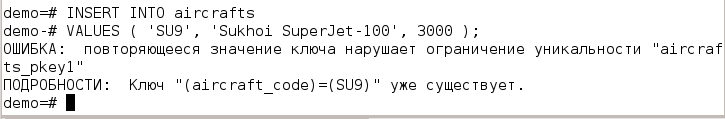 demo=# INSERT INTO aircrafts
demo-# VALUES ( 'SU9', 'Sukhoi SuperJet-100', 3000 );
ОШИБКА:  повторяющееся значение ключа нарушает ограничение уникальности "aircraf
ts_pkey1"
ПОДРОБНОСТИ:  Ключ "(aircraft_code)=(SU9)" уже существует.
demo=#